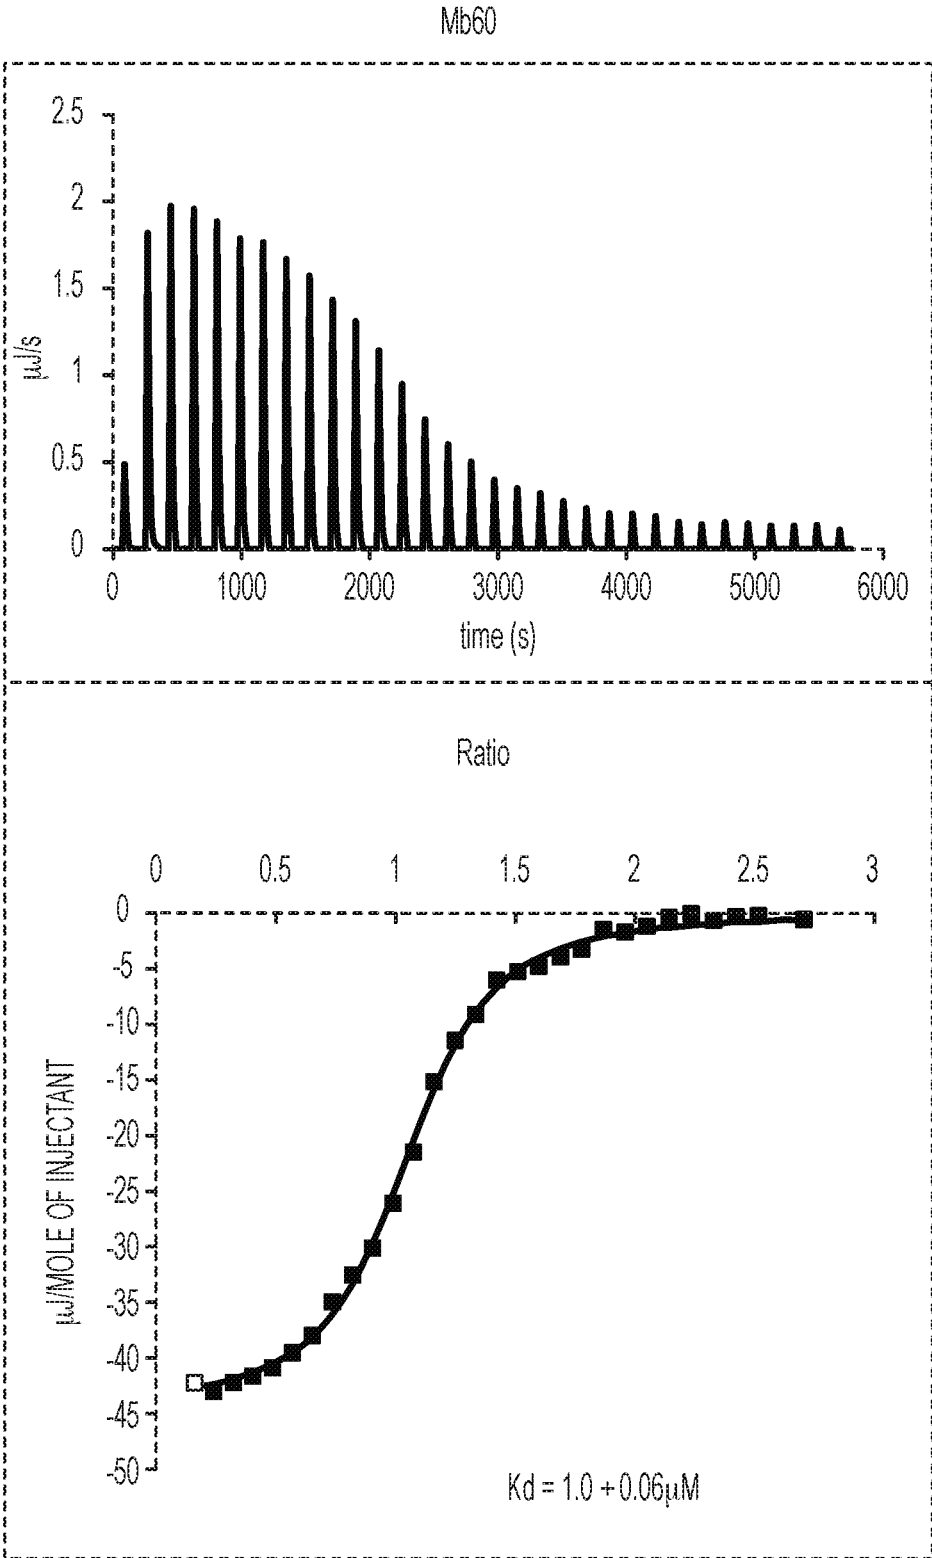 Mb60
2.5
2
1.5
1
0.5
0
µJ/s
0 1000 2000 3000 4000 5000 6000
time (s)
Ratio
0 0.5 1 1.5 2 2.5 3
0
-5
-10
-15
-20
-25
-30
-35
-40
-45
-50
µJ/MOLE OF INJECTANT
Kd = 1.0 +0.06µM